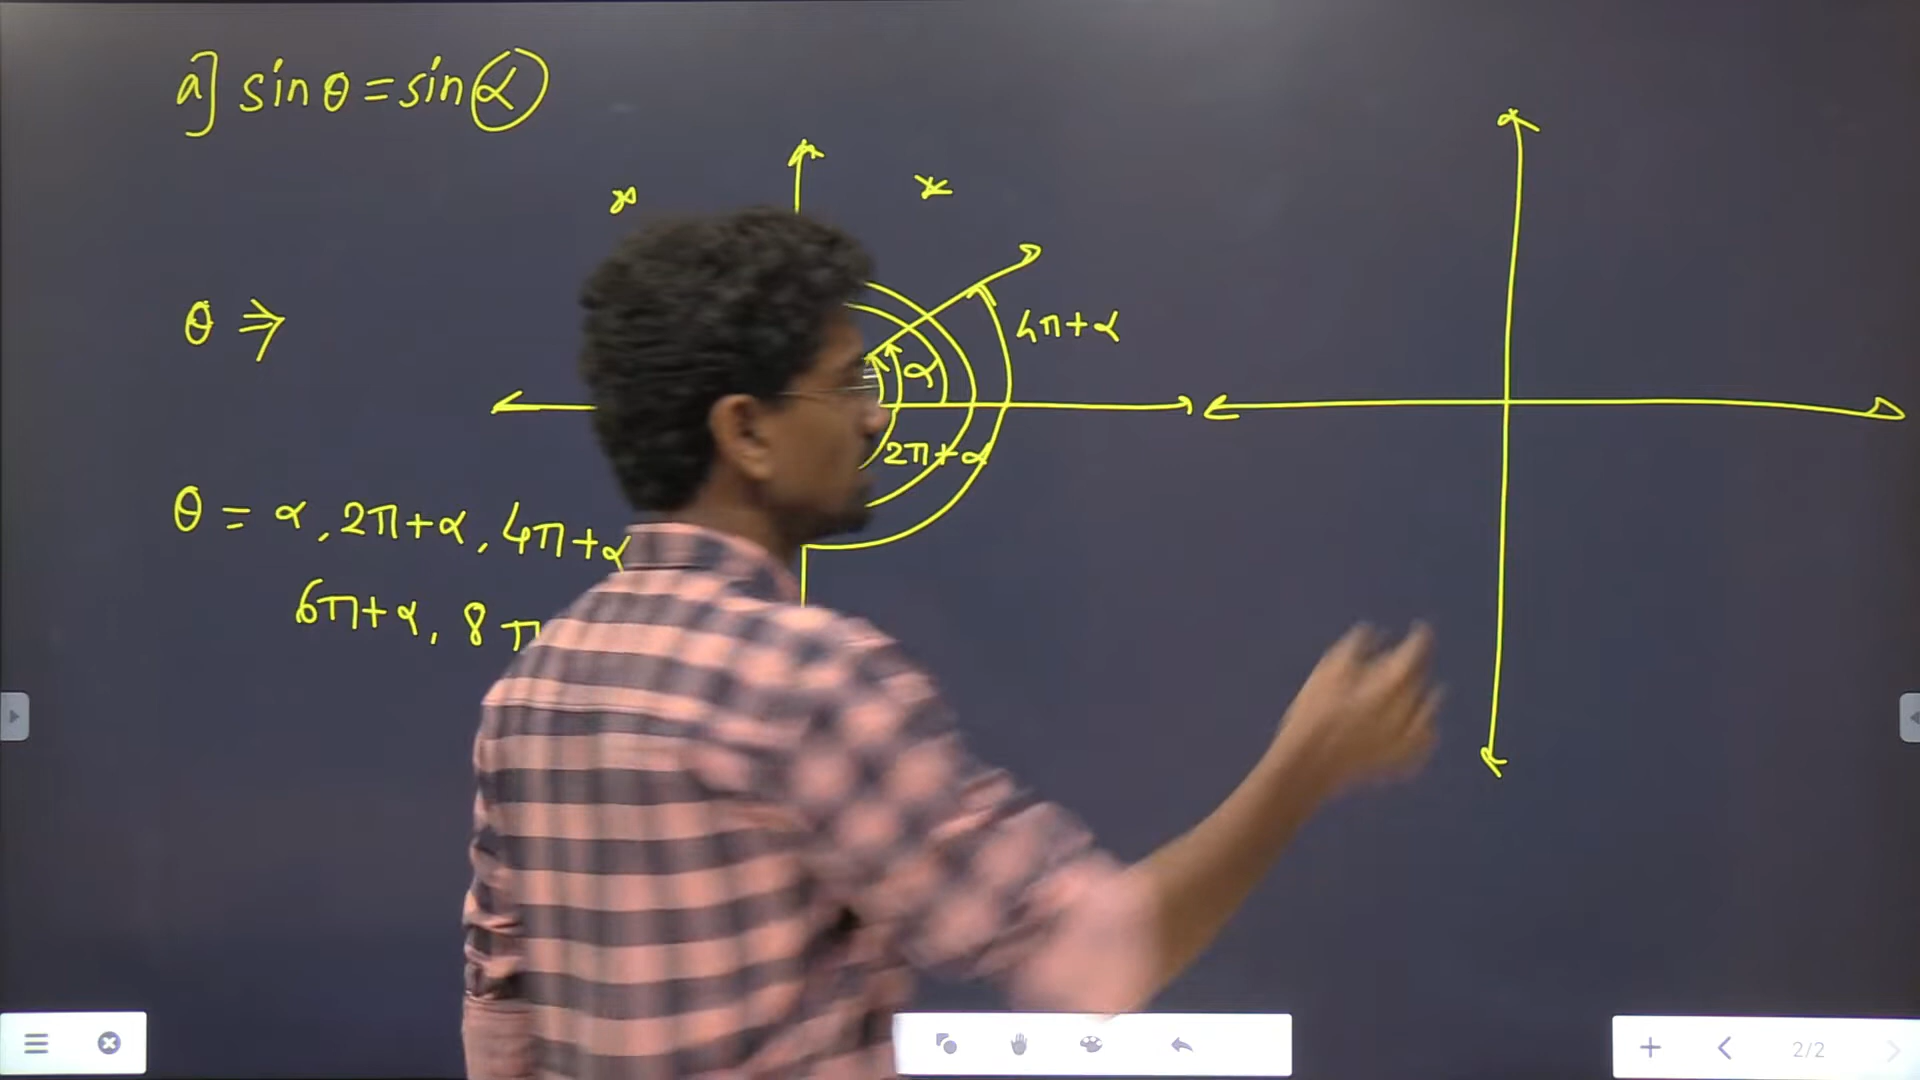 a] sin θ = sin α
θ ⇒
4π+α
α
2π+α
θ = α, 2π+α, 4π+α
6π+α, 8π
2/2